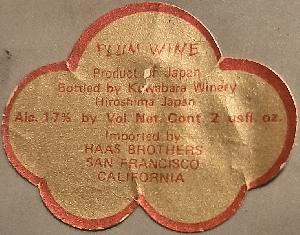 PLUM WINE
Product of Japan
Bottled by Kuwabara Winery
Hiroshima Japan
Alc. 17% by Vol. Net. Cont. 2 usfl. oz.
Imported by
HAAS BROTHERS
SAN FRANCISCO
CALIFORNIA